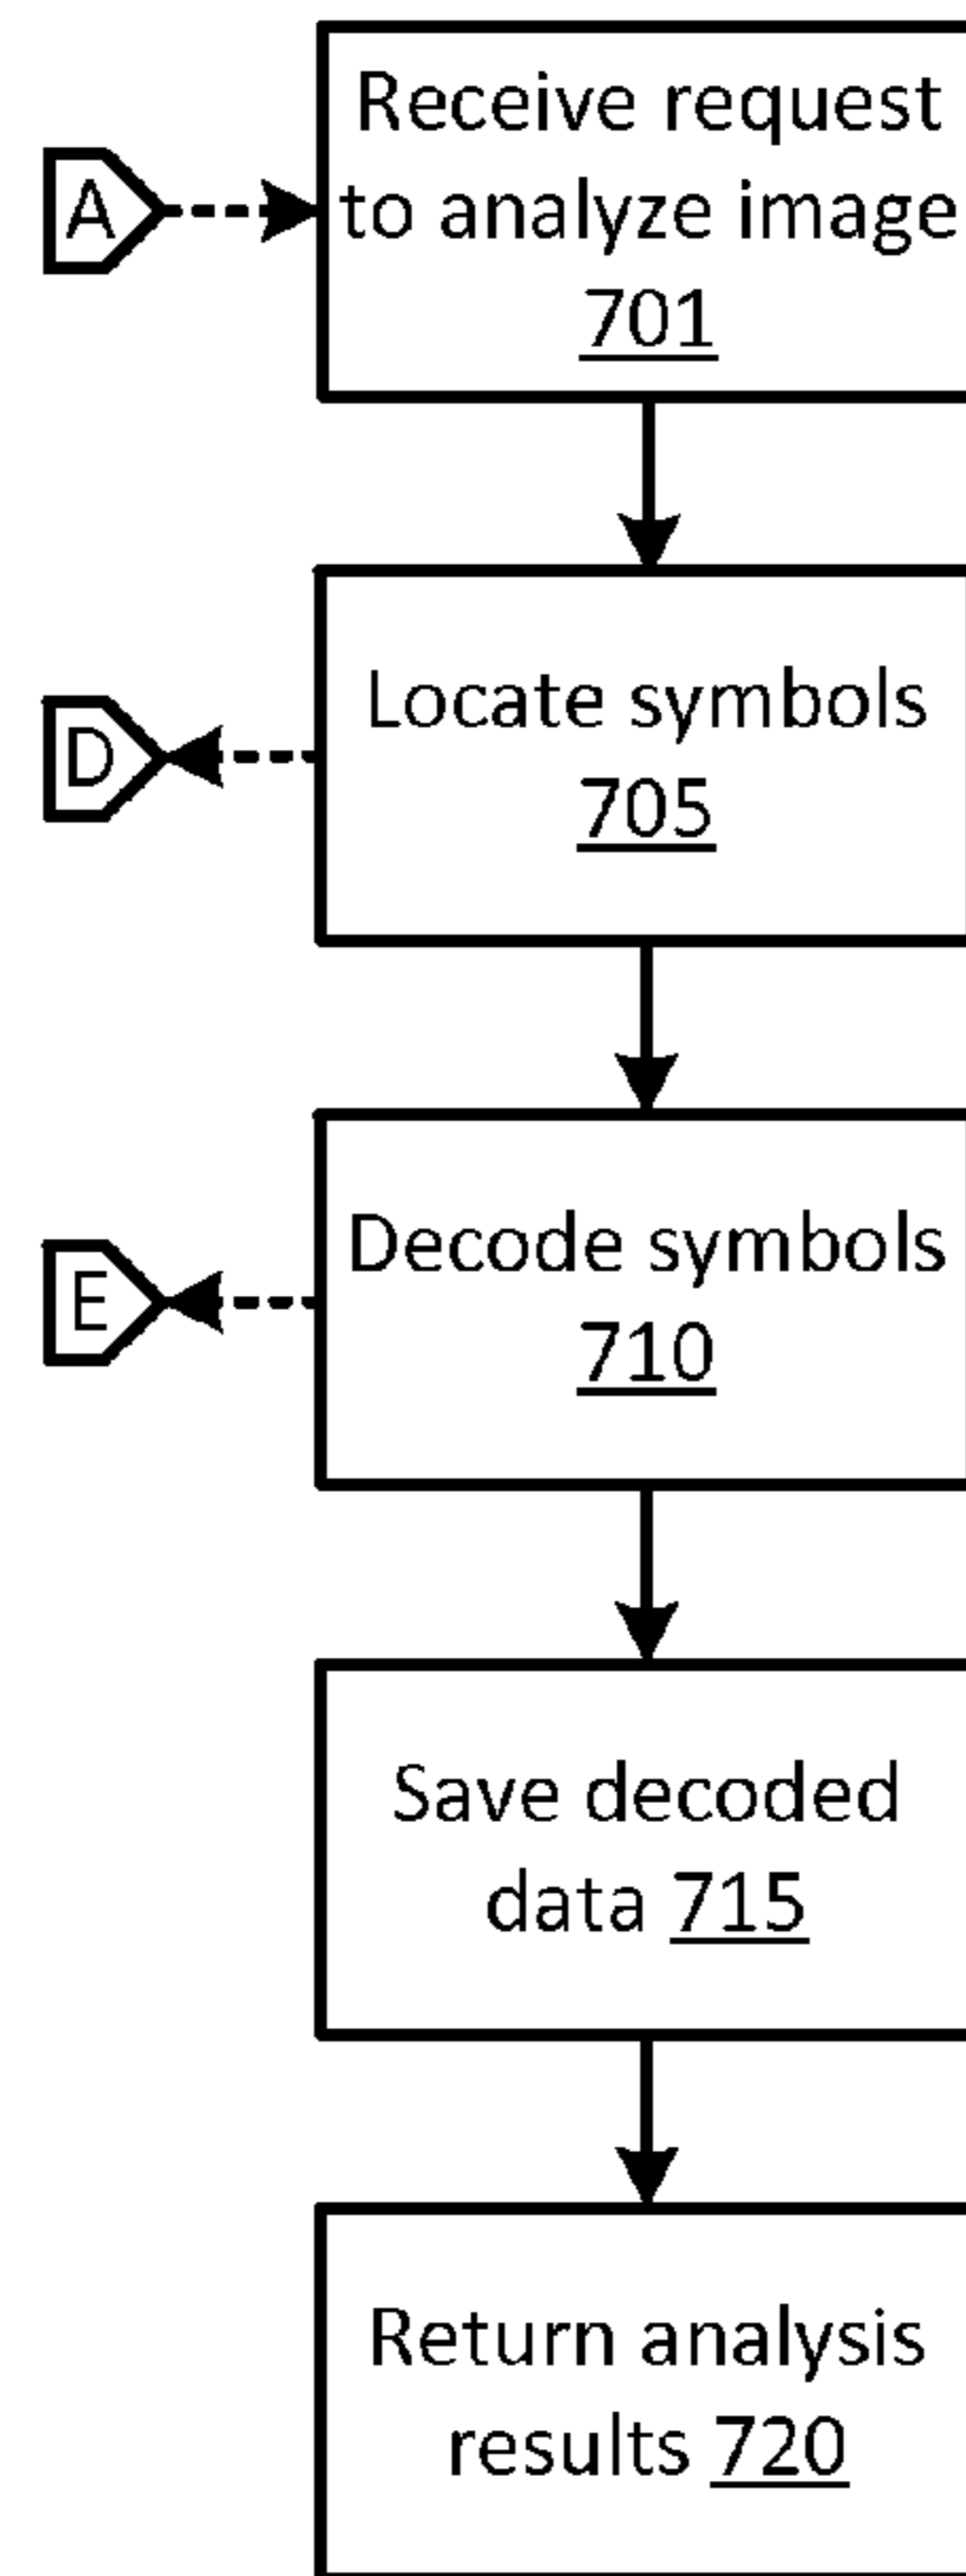 Receive request
A
to analyze image
701
Locate symbols
D
705
Decode symbols
E
710
Save decoded
data 715
Return analysis
results 720